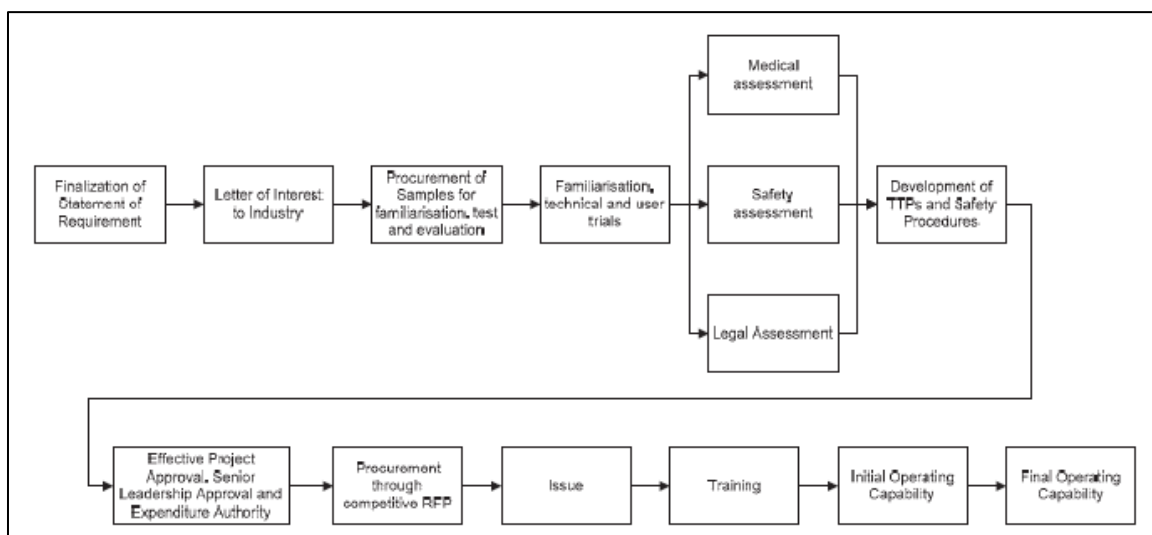 Medical
assessment
Finalization of
Statement of
Requirement
Letter of Interest
to Industry
Procurement of
Samples for
familiarisation, test
and evaluation
Familiarisation,
technical and user
trials
Safety
assessment
Development of
TTPs and Safety
Procedures
Legal Assessment
Effective Project
Approval, Senior
Leadership Approval and
Expenditure Authority
Procurement
through
competitive RFP
Issue
Training
Initial Operating
Capability
Final Operating
Capability